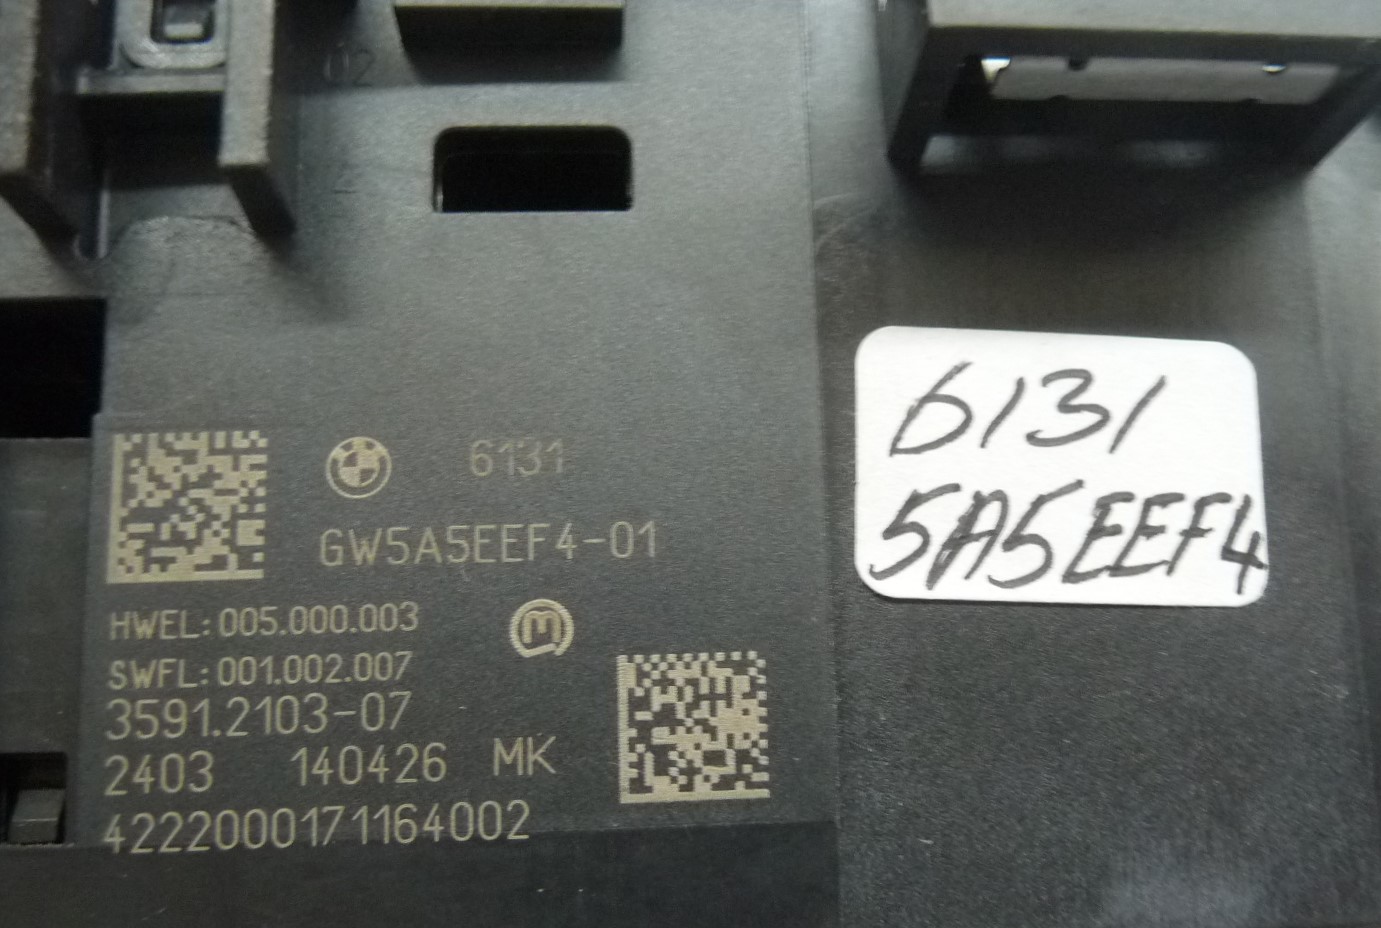 02
6131
GW5A5EEF4-01
HWEL: 005.000.003
SWFL: 001.002.007
3591.2103-07
2403 140426 MK
4222000171164002
6131
5A5EEF4